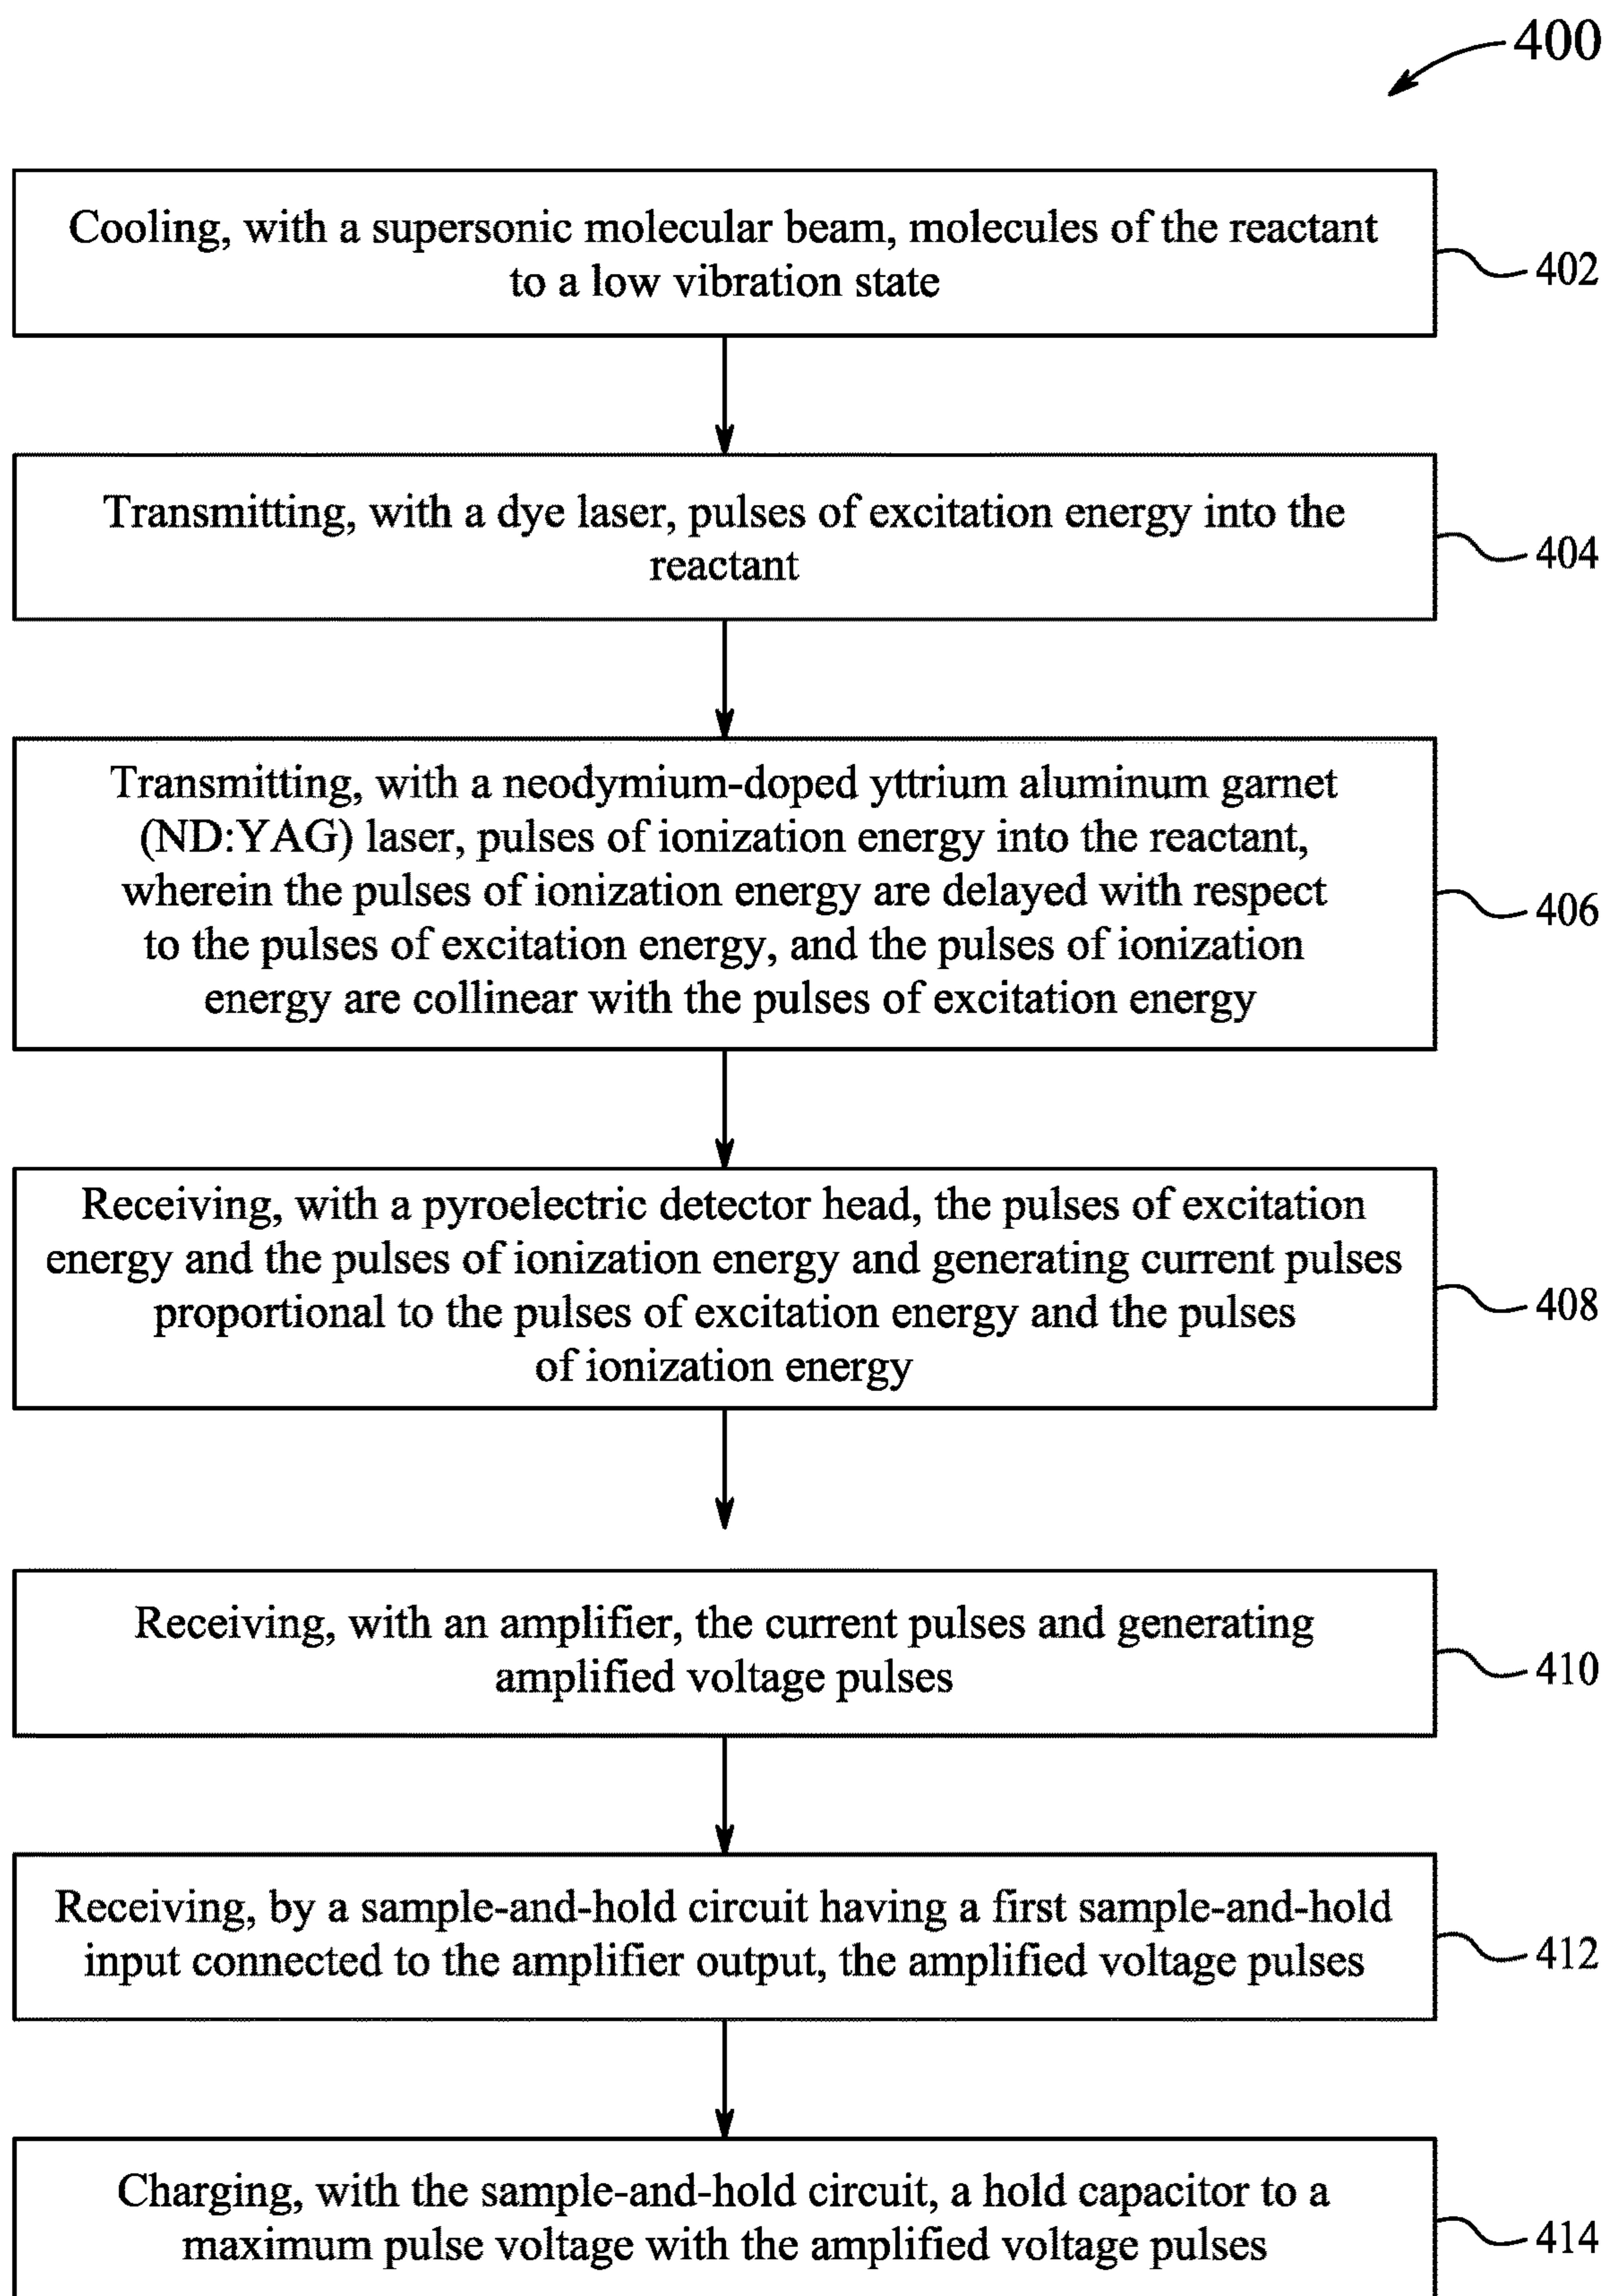 400
Cooling, with a supersonic molecular beam, molecules of the reactant
to a low vibration state
402
Transmitting, with a dye laser, pulses of excitation energy into the
reactant
404
Transmitting, with a neodymium-doped yttrium aluminum garnet
(ND:YAG) laser, pulses of ionization energy into the reactant,
wherein the pulses of ionization energy are delayed with respect
to the pulses of excitation energy, and the pulses of ionization
energy are collinear with the pulses of excitation energy
406
Receiving, with a pyroelectric detector head, the pulses of excitation
energy and the pulses of ionization energy and generating current pulses
proportional to the pulses of excitation energy and the pulses
of ionization energy
408
Receiving, with an amplifier, the current pulses and generating
amplified voltage pulses
410
Receiving, by a sample-and-hold circuit having a first sample-and-hold
input connected to the amplifier output, the amplified voltage pulses
412
Charging, with the sample-and-hold circuit, a hold capacitor to a
maximum pulse voltage with the amplified voltage pulses
414